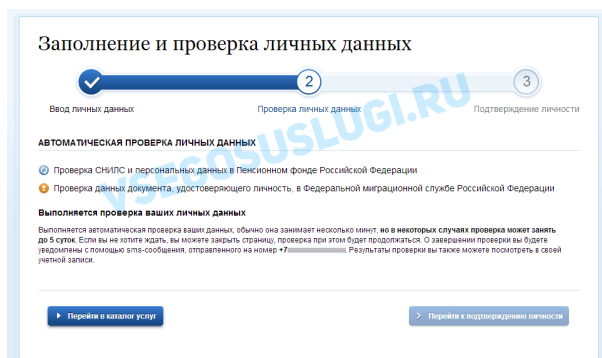 Заполнение и проверка личных данных
2
3
Ввод личных данных
Проверка личных данных
Подтверждение личности
VSEGOSUSLUGI.RU
АВТОМАТИЧЕСКАЯ ПРОВЕРКА ЛИЧНЫХ ДАННЫХ
Проверка СНИЛС и персональных данных в Пенсионном фонде Российской Федерации
Проверка данных документа, удостоверяющего личность, в Федеральной миграционной службе Российской Федерации
Выполняется проверка ваших личных данных
Выполняется автоматическая проверка ваших данных, обычно она занимает несколько минут, но в некоторых случаях проверка может занять
до 5 суток. Если вы не хотите ждать, вы можете закрыть страницу, проверка при этом будет продолжаться. О завершении проверки вы будете
уведомлены с помощью sms-сообщения, отправленного на номер +7 . Результаты проверки вы также можете посмотреть в своей
учетной записи.
Перейти в каталог услуг
Перейти к подтверждению личности